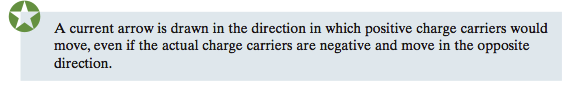 A current arrow is drawn in the direction in which positive charge carriers would
move, even if the actual charge carriers are negative and move in the opposite
direction.